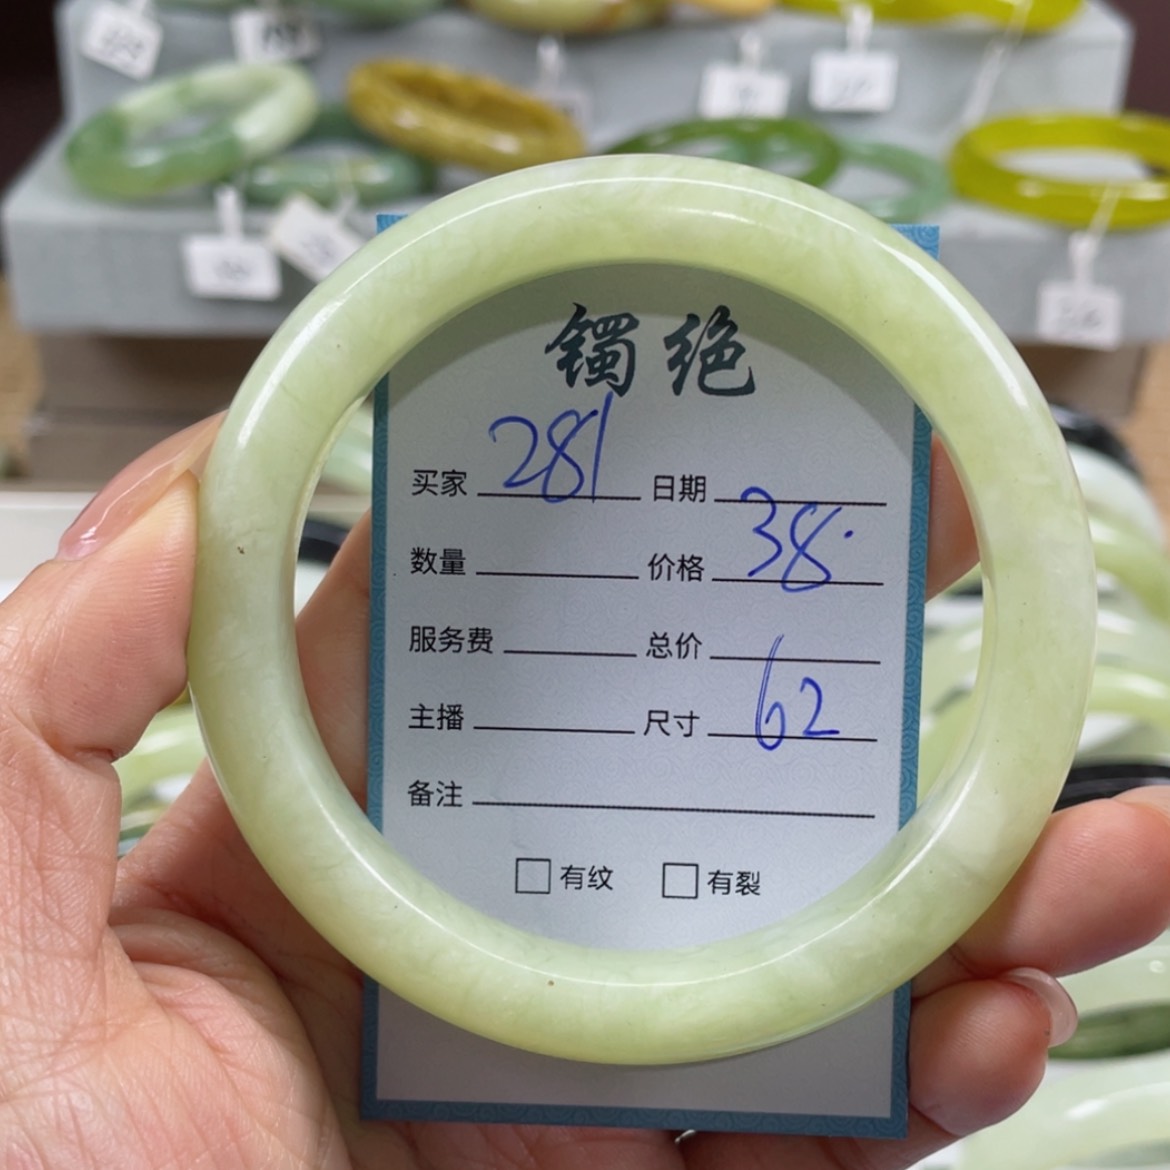 镯绝
买家 281 日期
数量 价格 38.
服务费 总价
主播 尺寸 62
备注
□ 有纹 □ 有裂